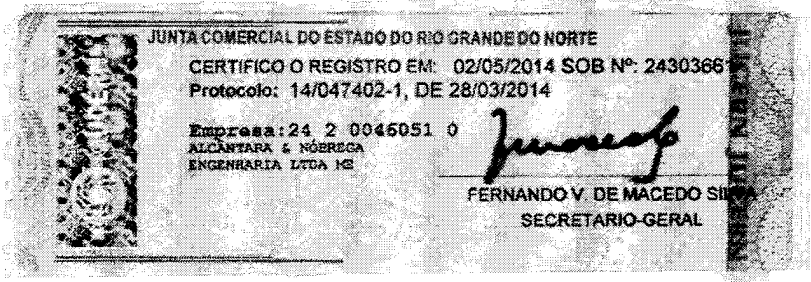 JUNTA COMERCIAL DO ESTADO DO RIO GRANDE DO NORTE
CERTIFICO O REGISTRO EM: 02/05/2014 SOB Nº: 24303661
Protocolo: 14/047402-1, DE 28/03/2014
Empresa:24 2 0046051 0
ALCÂNTARA & NÓBREGA
ENGENHARIA LTDA ME
FERNANDO V. DE MACEDO
SECRETARIO-GERAL